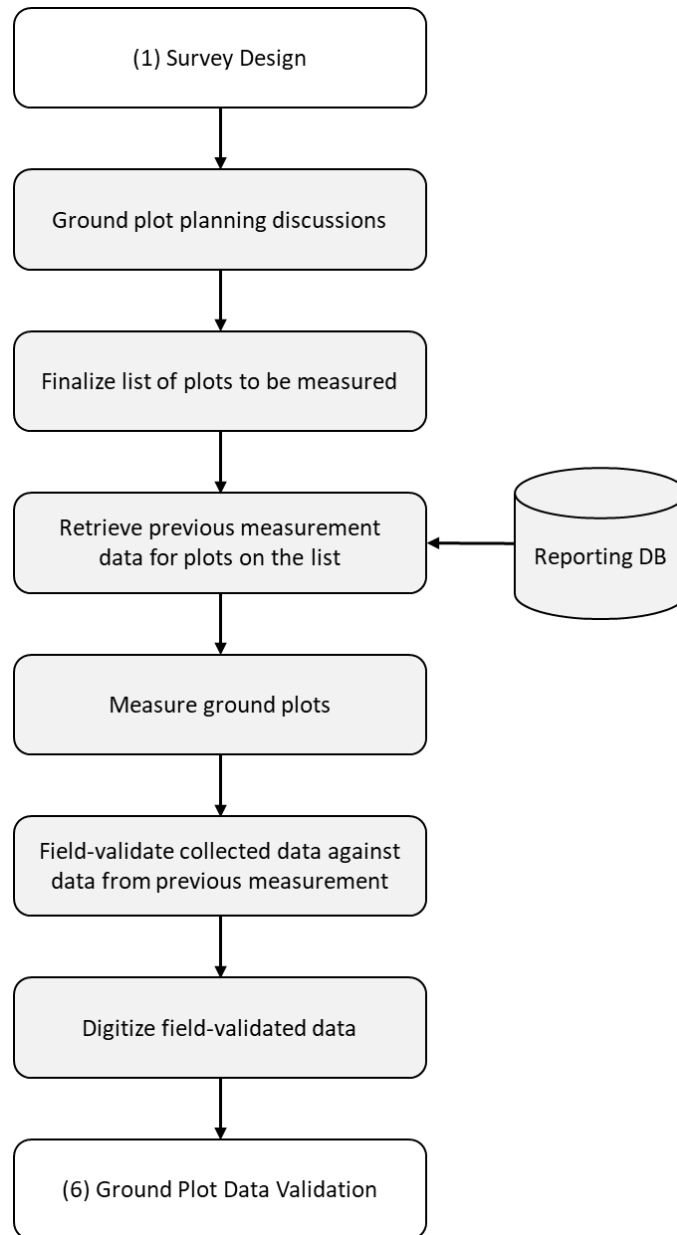 (1) Survey Design
Ground plot planning discussions
Finalize list of plots to be measured
Retrieve previous measurement
data for plots on the list
Reporting DB
Measure ground plots
Field-validate collected data against
data from previous measurement
Digitize field-validated data
(6) Ground Plot Data Validation